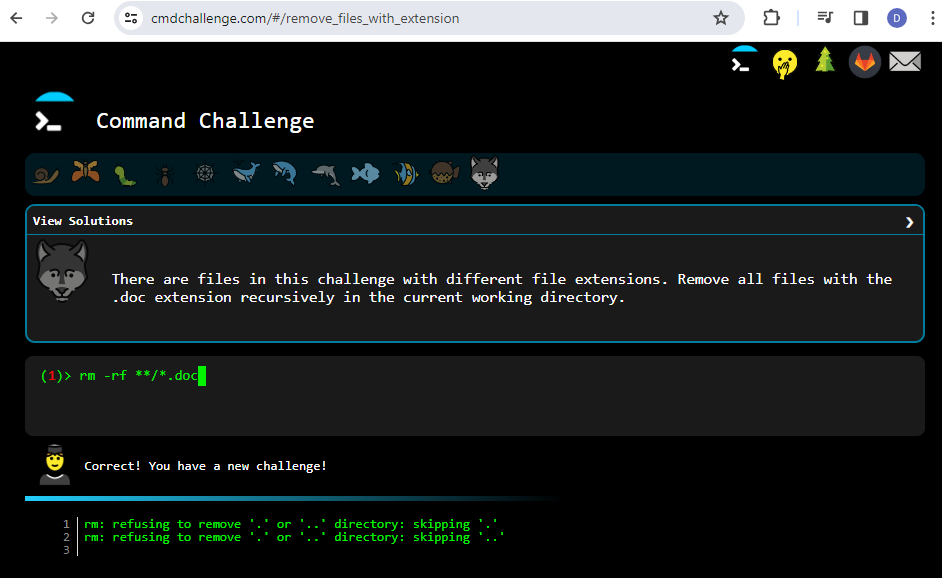 cmdchallenge.com/#/remove_files_with_extension
D
Command Challenge
View Solutions
There are files in this challenge with different file extensions. Remove all files with the
.doc extension recursively in the current working directory.
(1)> rm -rf **/*.doc
Correct! You have a new challenge!
1 rm: refusing to remove '.' or '..' directory: skipping '.'
2 rm: refusing to remove '.' or '..' directory: skipping '..'
3